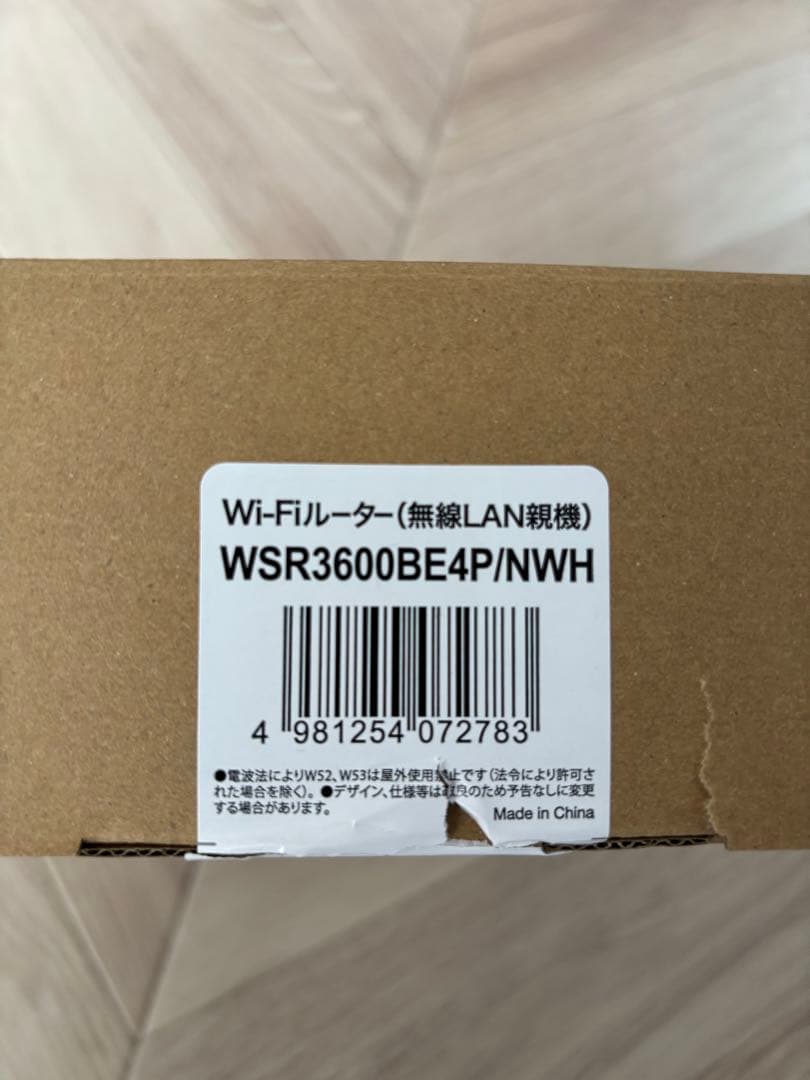 Wi-Fiルーター(無線LAN親機)
WSR3600BE4P/NWH
4 981254 072783
●電波法によりW52、W53は屋外使用禁止です(法令により許可さ
れた場合を除く)。●デザイン、仕様等は改良のため予告なしに変更
する場合があります。
Made in China